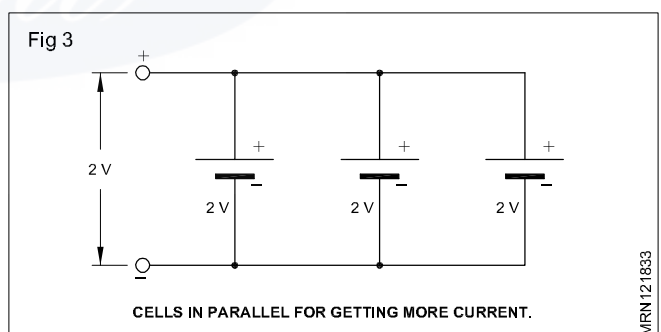 Fig 3
+
+ + +
2 V
− − −
2 V 2 V 2 V
−
CELLS IN PARALLEL FOR GETTING MORE CURRENT.
MRN121833